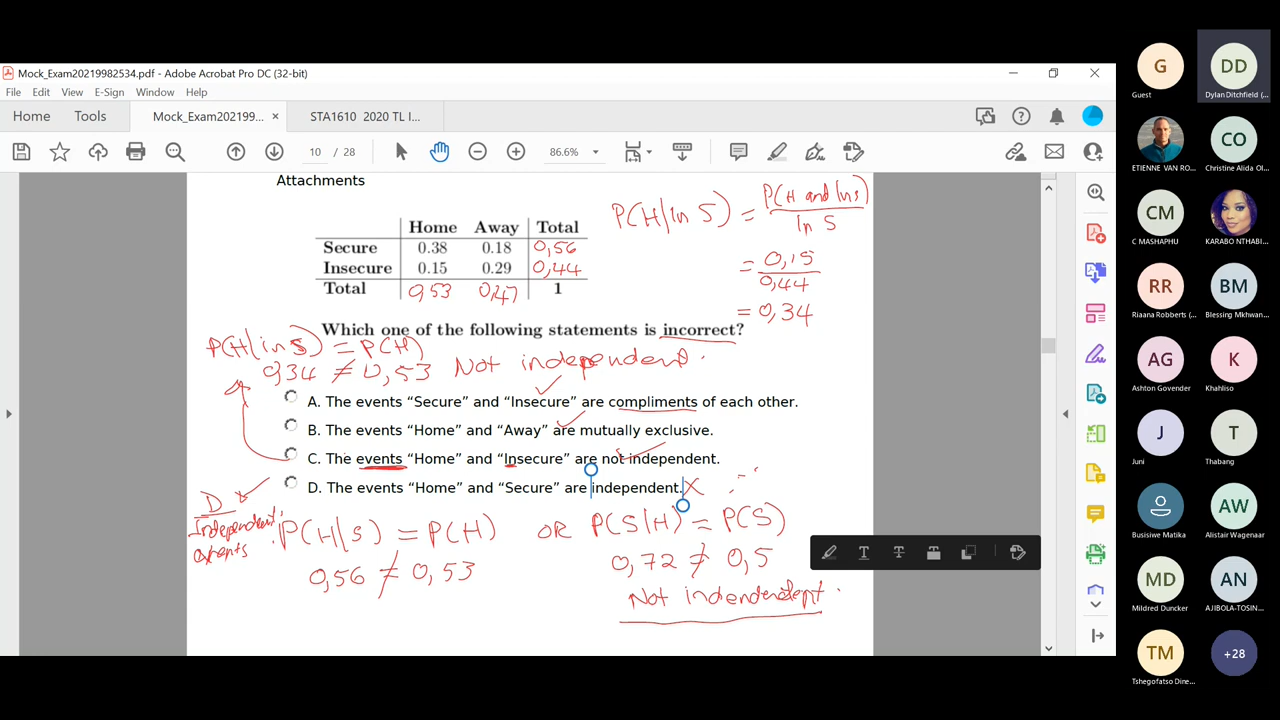 Mock_Exam20219982534.pdf - Adobe Acrobat Pro DC (32-bit)
File Edit View E-Sign Window Help
Home Tools Mock_Exam202199... × STA1610 2020 TL I...
10 / 28 86.6%
Attachments
P(H/In S) = P(H and Ins)
In S
= 0,15
0,44
= 0,34
Home Away Total
Secure 0.38 0.18 0,56
Insecure 0.15 0.29 0,44
Total 0,53 0,47 1
Which one of the following statements is incorrect?
P(H/in S) = P(H)
0,34 ≠ 0,53 Not independent.
A. The events “Secure” and “Insecure” are compliments of each other.
B. The events “Home” and “Away” are mutually exclusive.
C. The events “Home” and “Insecure” are not independent.
D. The events “Home” and “Secure” are independent. X
D
Independent
events
P(H/S) = P(H) OR P(S/H) = P(S)
0,56 ≠ 0,53 0,72 ≠ 0,5
Not independent.
G
Guest
DD
Dylan Ditchfield (...
ETIENNE VAN RO...
CO
Christine Alida Ol...
CM
C MASHAPHU
KARABO NTHABI...
RR
Riaana Robberts (...
BM
Blessing Mkhwan...
AG
Ashton Govender
K
Khahliso
J
Juni
T
Thabang
Busisiwe Matika
AW
Alistair Wagenaar
MD
Mildred Duncker
AN
AJIBOLA-TOSIN...
TM
Tshegofatso Dine...
+28